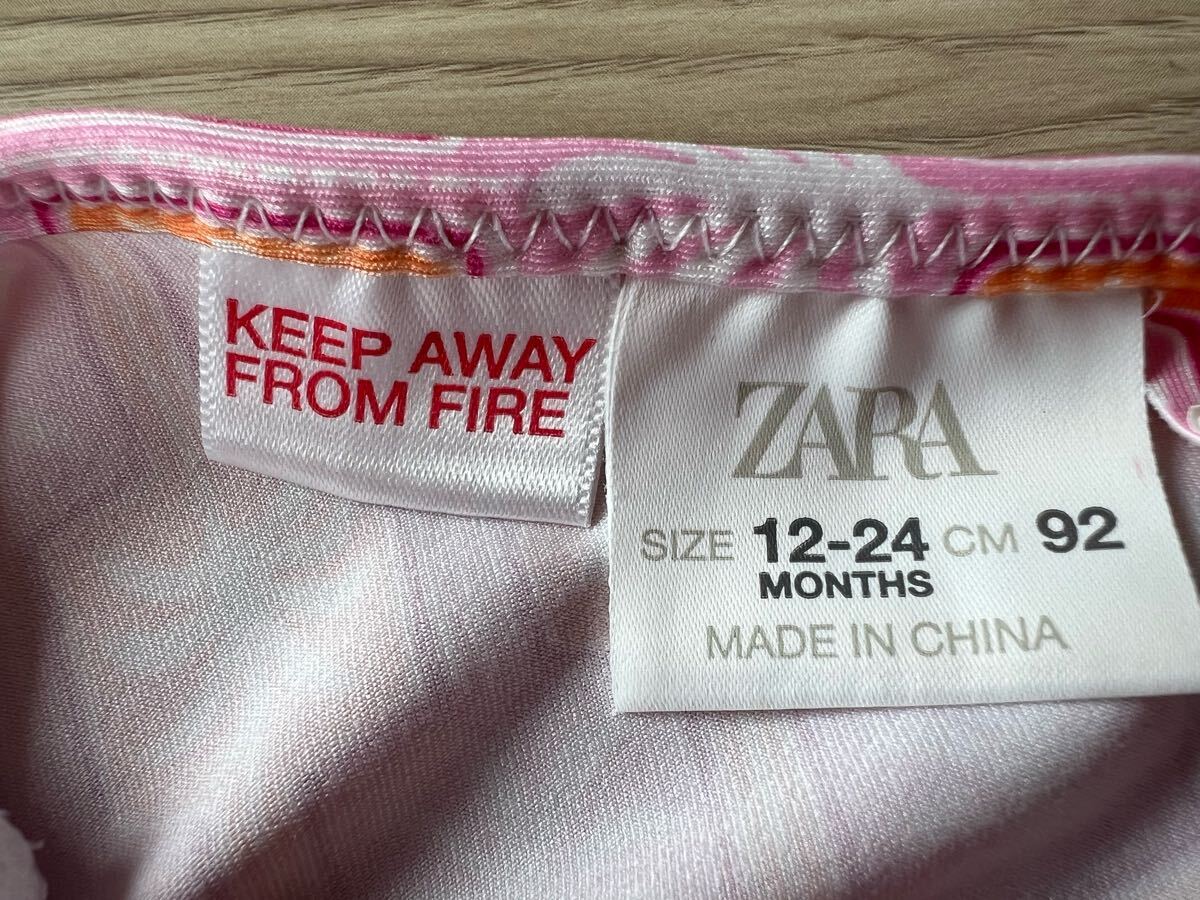 KEEP AWAY
FROM FIRE
ZARA
SIZE 12-24 CM 92
MONTHS
MADE IN CHINA